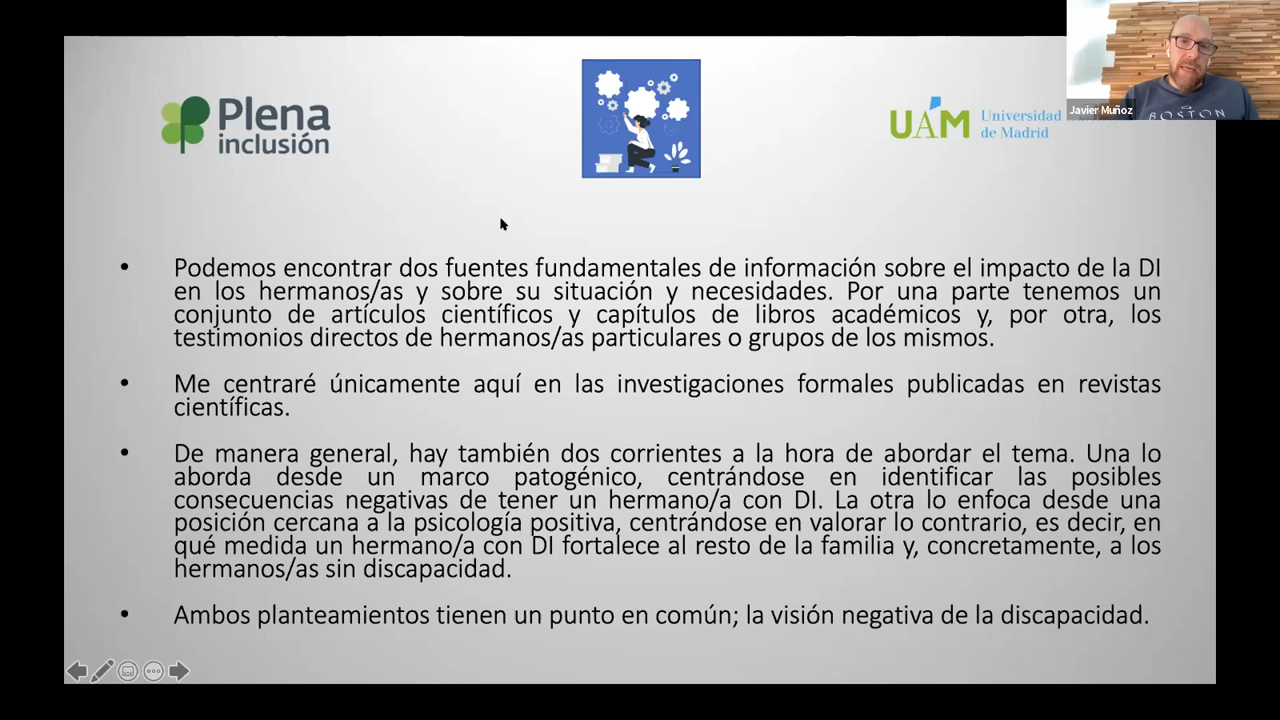 Plena
inclusión
UAM Universidad
de Madrid
Javier Muñoz
BOSTON
• Podemos encontrar dos fuentes fundamentales de información sobre el impacto de la DI
en los hermanos/as y sobre su situación y necesidades. Por una parte tenemos un
conjunto de artículos científicos y capítulos de libros académicos y, por otra, los
testimonios directos de hermanos/as particulares o grupos de los mismos.
• Me centraré únicamente aquí en las investigaciones formales publicadas en revistas
científicas.
• De manera general, hay también dos corrientes a la hora de abordar el tema. Una lo
aborda desde un marco patogénico, centrándose en identificar las posibles
consecuencias negativas de tener un hermano/a con DI. La otra lo enfoca desde una
posición cercana a la psicología positiva, centrándose en valorar lo contrario, es decir, en
qué medida un hermano/a con DI fortalece al resto de la familia y, concretamente, a los
hermanos/as sin discapacidad.
• Ambos planteamientos tienen un punto en común; la visión negativa de la discapacidad.